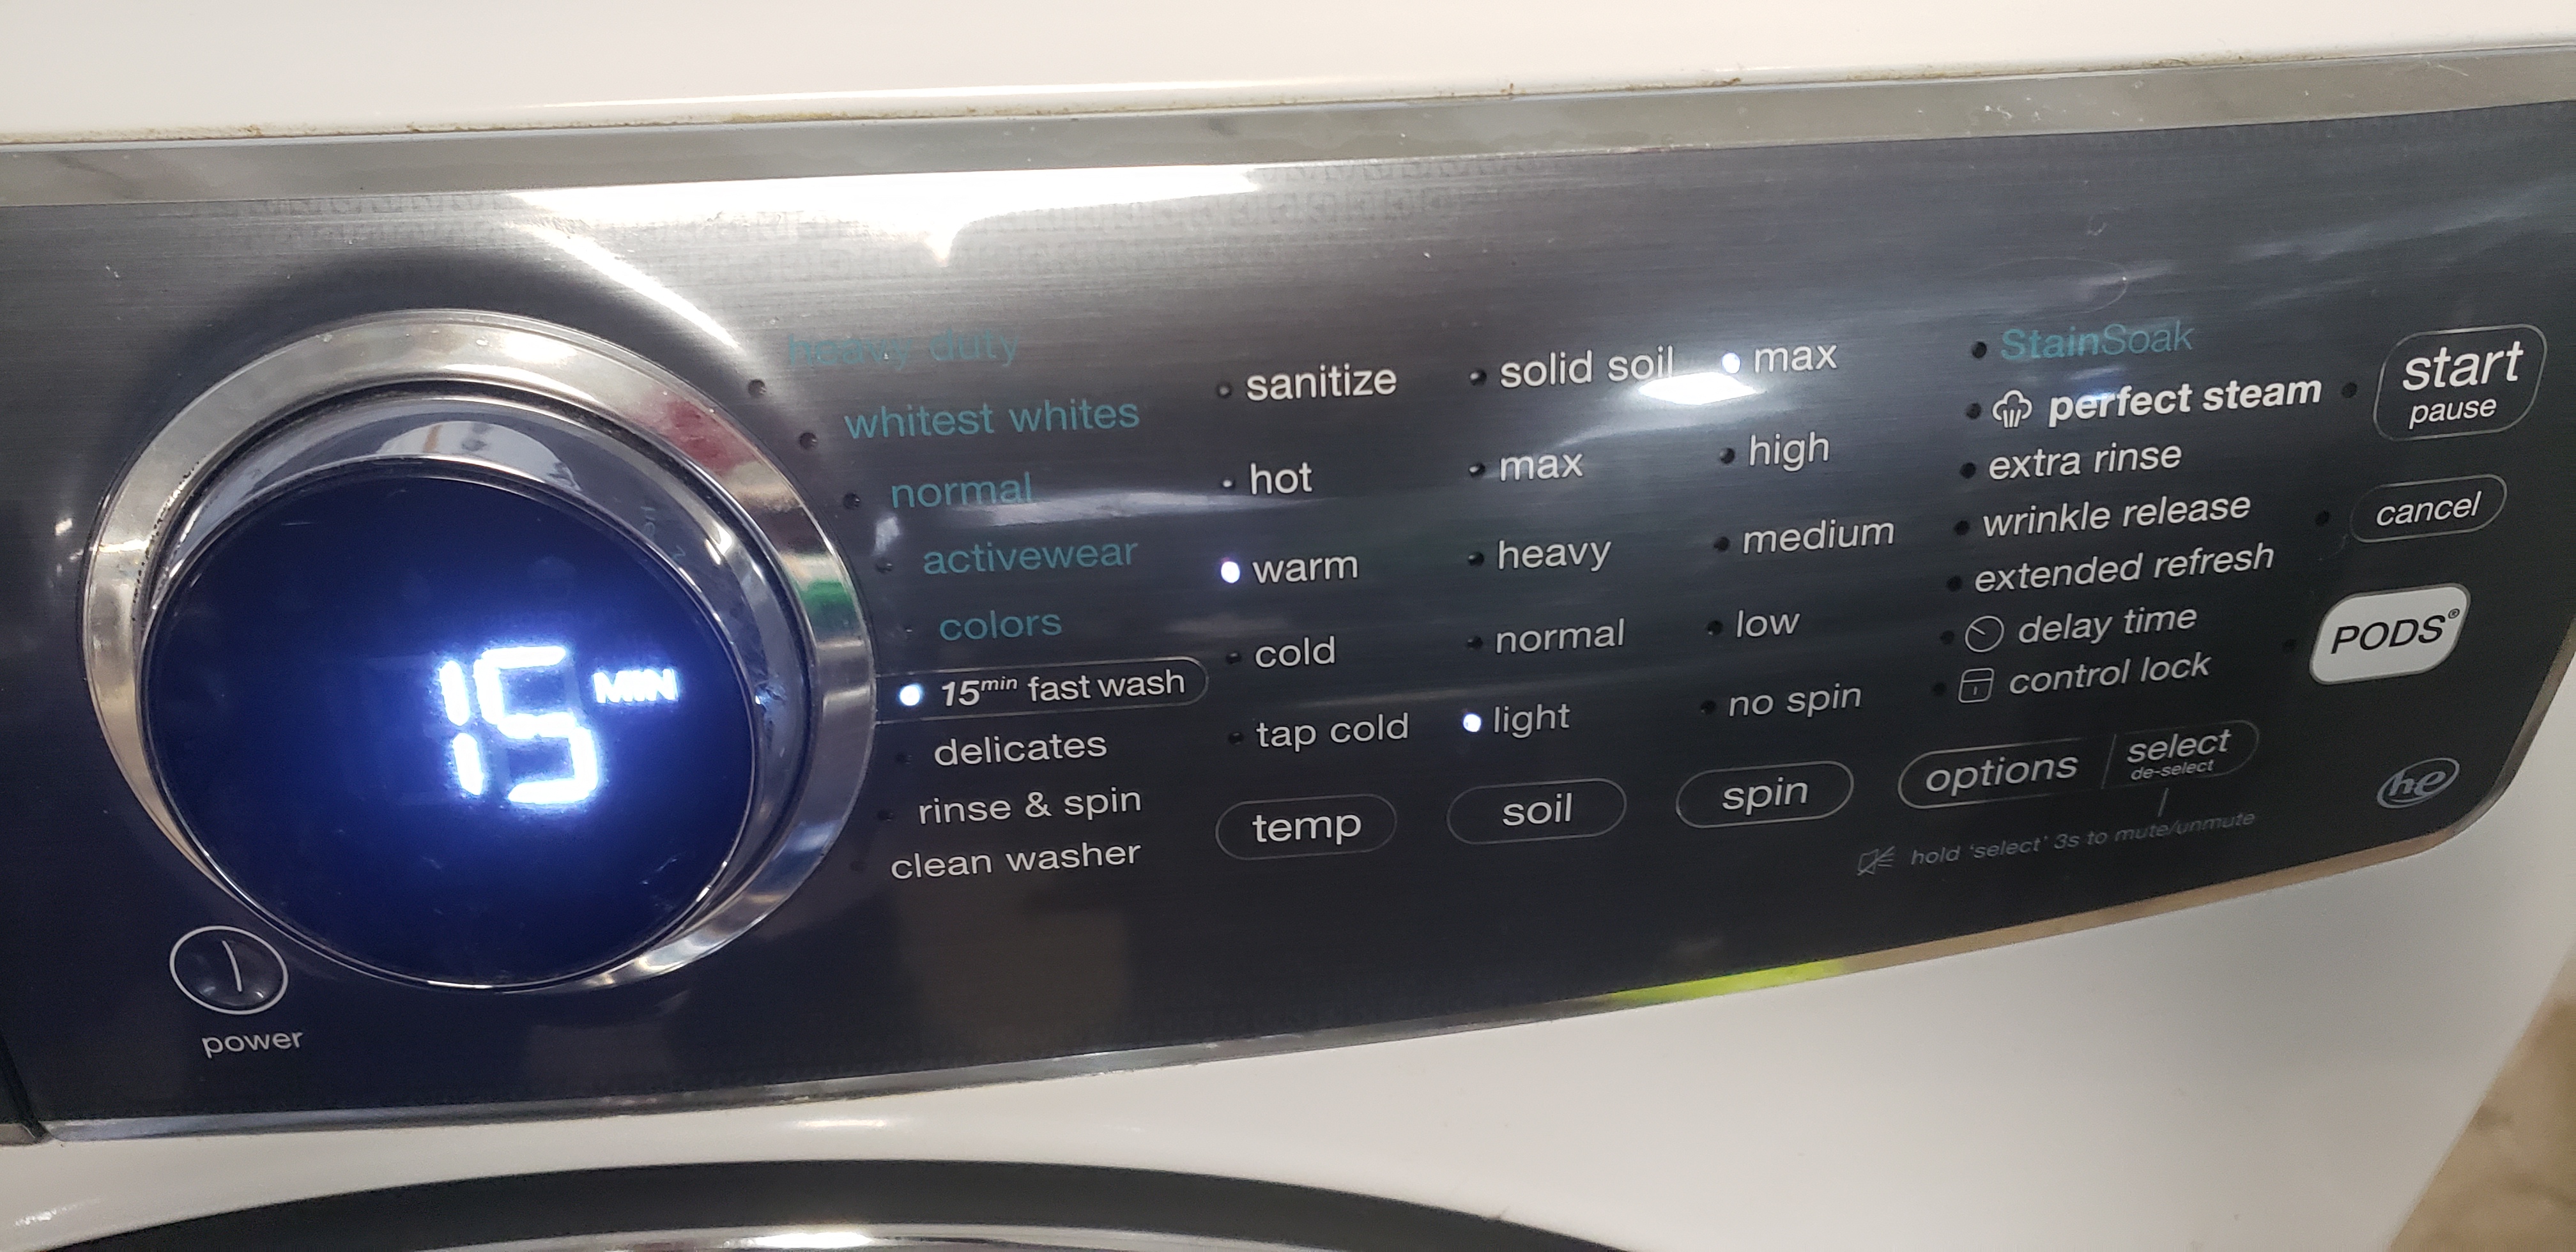 heavy duty
whitest whites
normal
activewear
colors
15min fast wash
delicates
rinse & spin
clean washer
15 MIN
power
sanitize
hot
warm
cold
tap cold
temp
solid soil
max
heavy
normal
light
soil
max
high
medium
low
no spin
spin
StainSoak
perfect steam
extra rinse
wrinkle release
extended refresh
delay time
control lock
options
select
de-select
hold 'select' 3s to mute/unmute
start
pause
cancel
PODS®
he